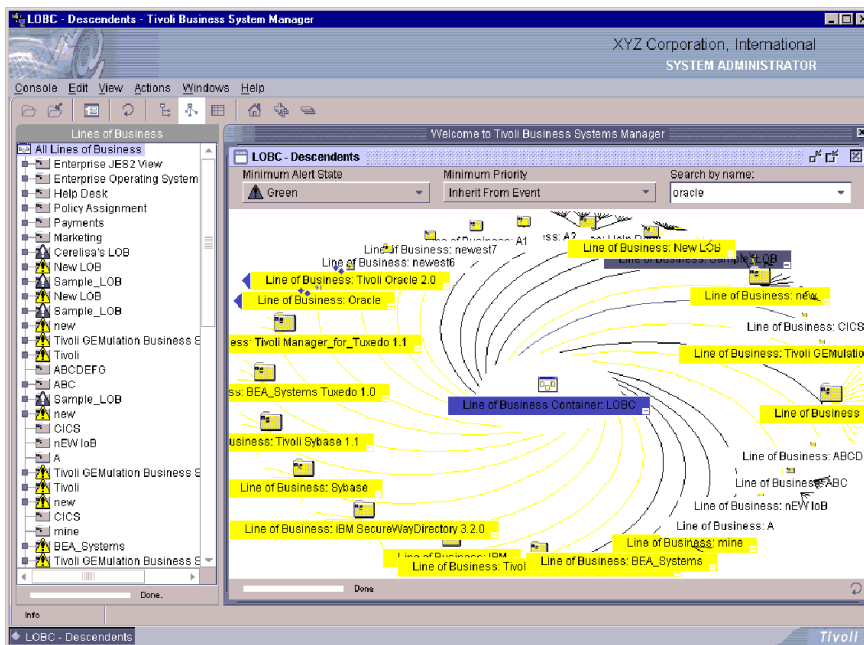 LOBC - Descendents - Tivoli Business System Manager
XYZ Corporation, International
SYSTEM ADMINISTRATOR
Console Edit View Actions Windows Help
Lines of Business
All Lines of Business
Enterprise JES2 View
Enterprise Operating System
Help Desk
Policy Assignment
Payments
Marketing
Cerelisa's LOB
New LOB
Sample_LOB
New LOB
Sample_LOB
new
Tivoli GEMulation Business S
Tivoli
ABCDEFG
ABC
Sample_LOB
new
CICS
nEW loB
A
Tivoli GEMulation Business S
Tivoli
new
CICS
mine
BEA_Systems
Tivoli GEMulation Business S
Done.
Welcome to Tivoli Business Systems Manager
LOBC - Descendents
Minimum Alert State
Minimum Priority
Search by name:
Green
Inherit From Event
oracle
of Business: A1
ss: A2
Line of Business: newest7
Line of Business: newest6
Line of Business: New LOB
Line of Business: Tivoli Oracle 2.0
Line of Business: Oracle
Line of Business: new
Line of Business: CICS
ess: Tivoli Manager_for_Tuxedo 1.1
Line of Business: Tivoli GEMulation
ss: BEA_Systems Tuxedo 1.0
Line of Business Container: LOBC
Line of Business
usiness: Tivoli Sybase 1.1
Line of Business: ABCD
Line of Business: Sybase
Line of Business: ABC
Line of Business: nEW loB
Line of Business: IBM SecureWayDirectory 3.2.0
Line of Business: A
Line of Business: mine
Line of Business: IBM
Line of Business: Tivol
Line of Business: BEA_Systems
Done
Info
LOBC - Descendents
Tivoli